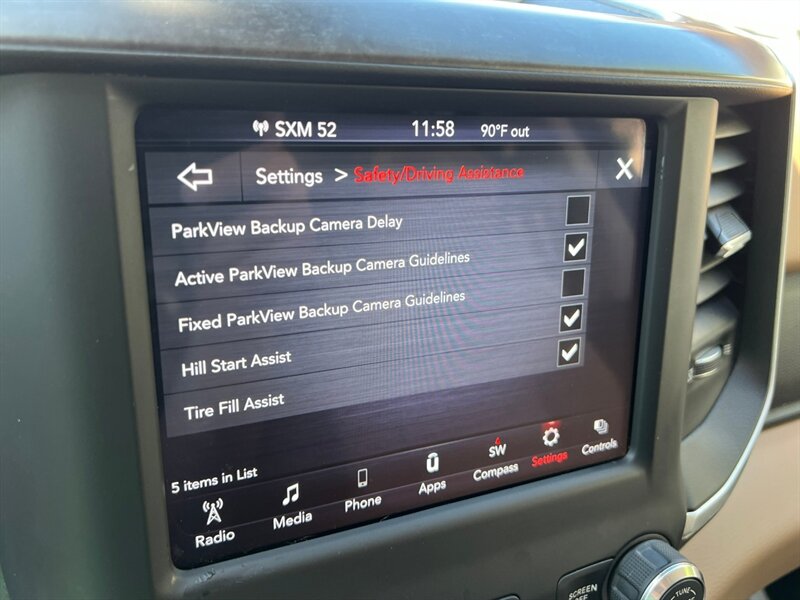 SXM 52 11:58 90°F out
Settings > Safety/Driving Assistance X
ParkView Backup Camera Delay
Active ParkView Backup Camera Guidelines
Fixed ParkView Backup Camera Guidelines
Hill Start Assist
Tire Fill Assist
5 items in List
SW
Radio Media Phone Apps Compass Settings Controls
SCREEN
OFF
TUNE